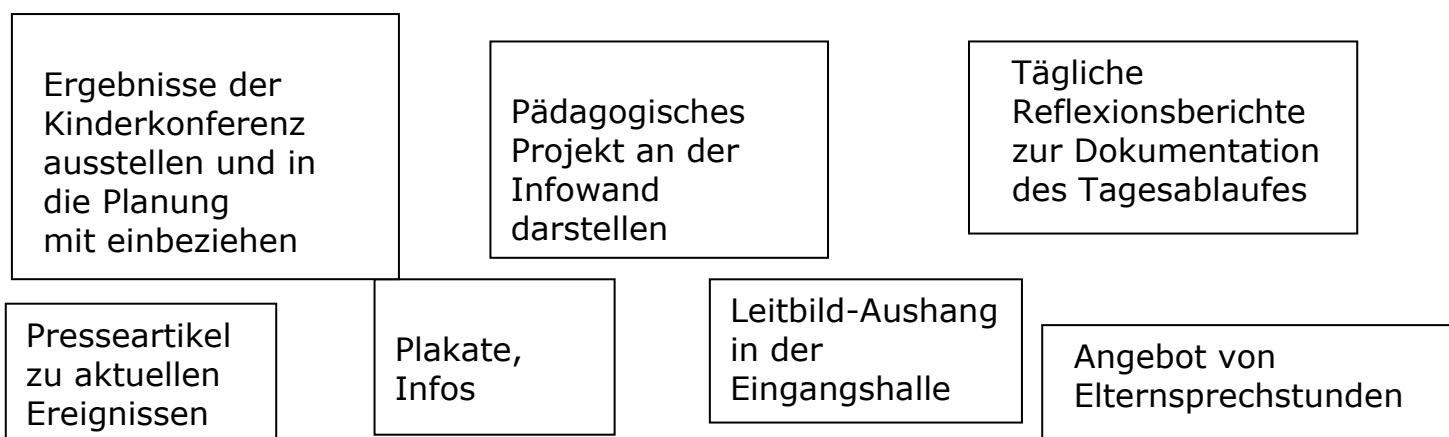 Ergebnisse der
Kinderkonferenz
ausstellen und in
die Planung
mit einbeziehen
Pädagogisches
Projekt an der
Infowand
darstellen
Tägliche
Reflexionsberichte
zur Dokumentation
des Tagesablaufes
Presseartikel
zu aktuellen
Ereignissen
Plakate,
Infos
Leitbild-Aushang
in der
Eingangshalle
Angebot von
Elternsprechstunden